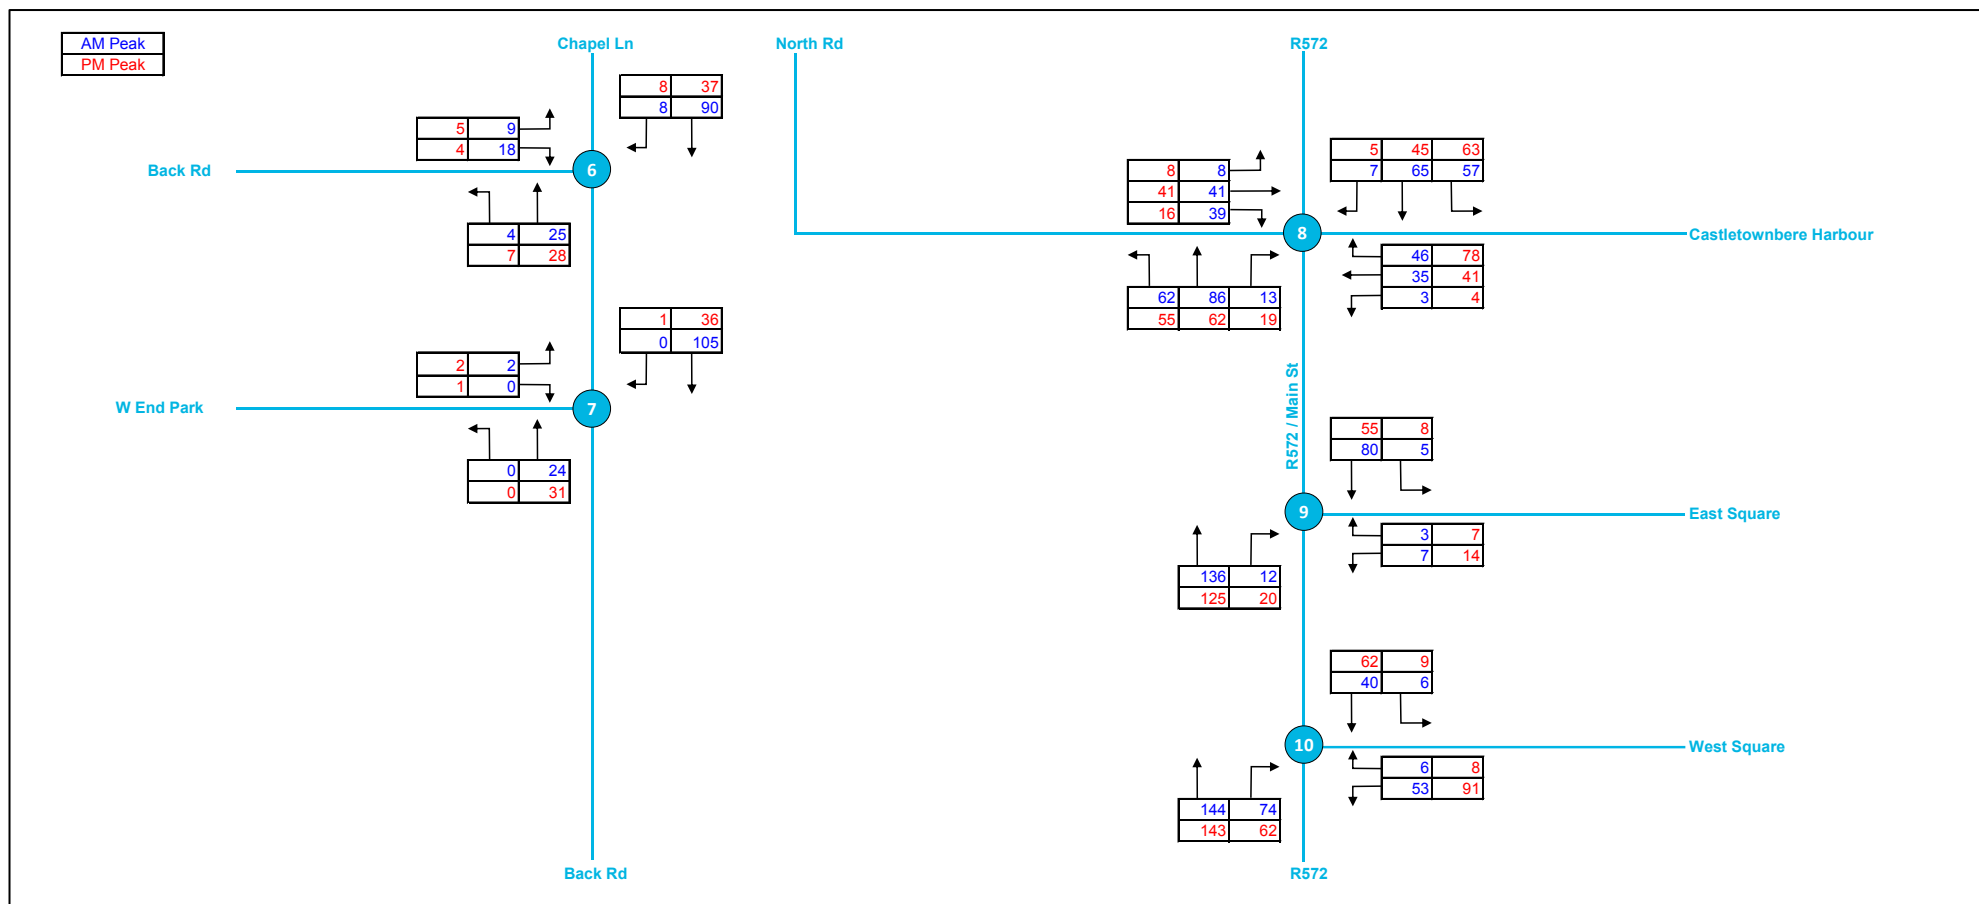 AM Peak
PM Peak
Chapel Ln
North Rd
R572
8 37
8 90
5 9
4 18
Back Rd
6
4 25
7 28
5 45 63
7 65 57
8 8
41 41
16 39
8
Castletownbere Harbour
46 78
35 41
3 4
62 86 13
55 62 19
1 36
0 105
2 2
1 0
W End Park
7
0 24
0 31
R572 / Main St
55 8
80 5
9
East Square
3 7
7 14
136 12
125 20
62 9
40 6
10
West Square
6 8
53 91
144 74
143 62
Back Rd
R572